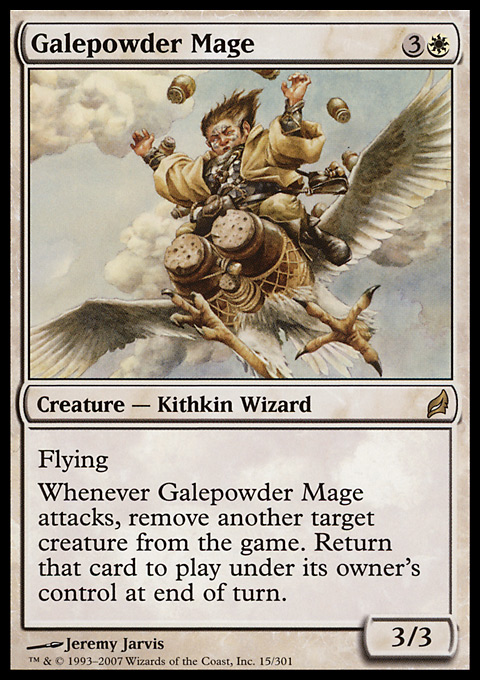 Galepowder Mage 3
Creature — Kithkin Wizard
Flying
Whenever Galepowder Mage
attacks, remove another target
creature from the game. Return
that card to play under its owner's
control at end of turn.
Jeremy Jarvis
3/3
™ & © 1993–2007 Wizards of the Coast, Inc. 15/301